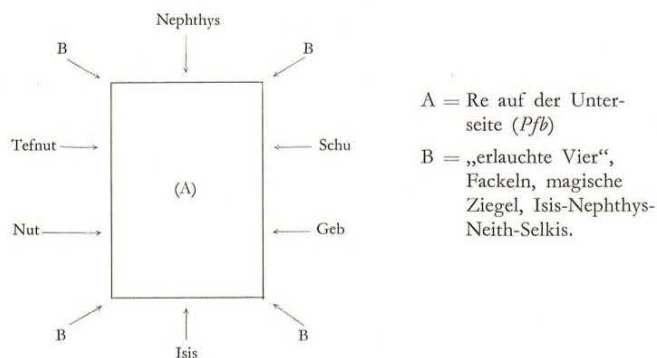 Nephthys
B
B
Tefnut
Schu
(A)
Nut
Geb
B
B
Isis
A = Re auf der Unter-
seite (Pfb)
B = „erlauchte Vier“,
Fackeln, magische
Ziegel, Isis-Nephthys-
Neith-Selkis.